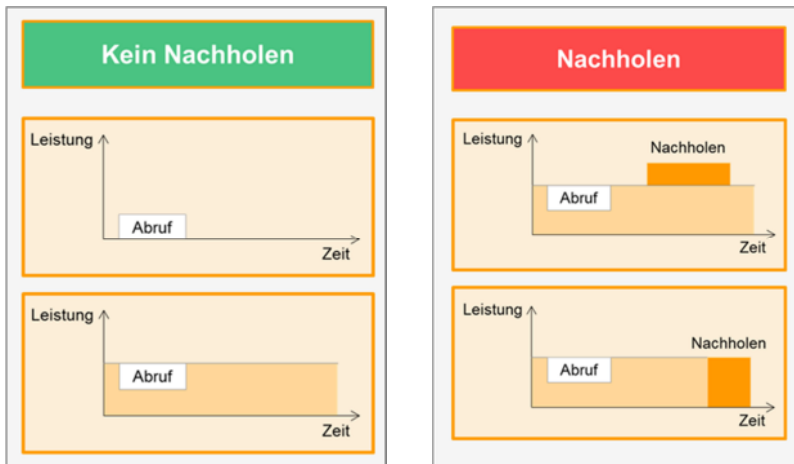 Kein Nachholen
Leistung
Abruf
Zeit
Leistung
Abruf
Zeit
Nachholen
Leistung
Nachholen
Abruf
Zeit
Leistung
Nachholen
Abruf
Zeit